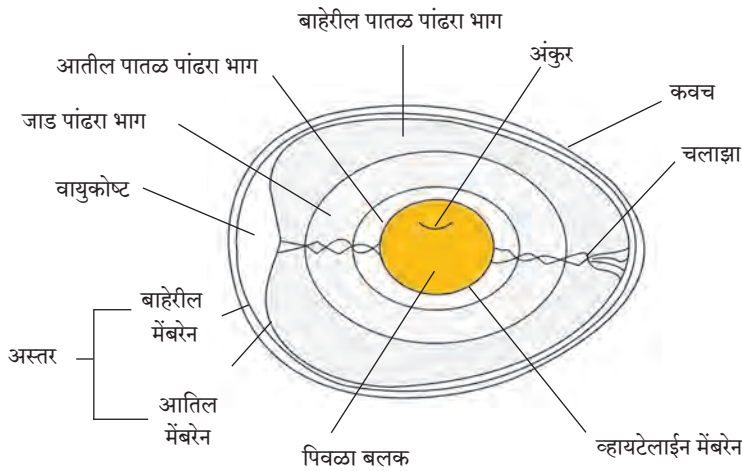 बाहेरील पातळ पांढरा भाग
अंकुर
आतील पातळ पांढरा भाग
कवच
जाड पांढरा भाग
चलाझा
वायुकोष्ट
बाहेरील
मेंबरेन
अस्तर
आतिल
मेंबरेन
पिवळा बलक
व्हायटेलाईन मेंबरेन